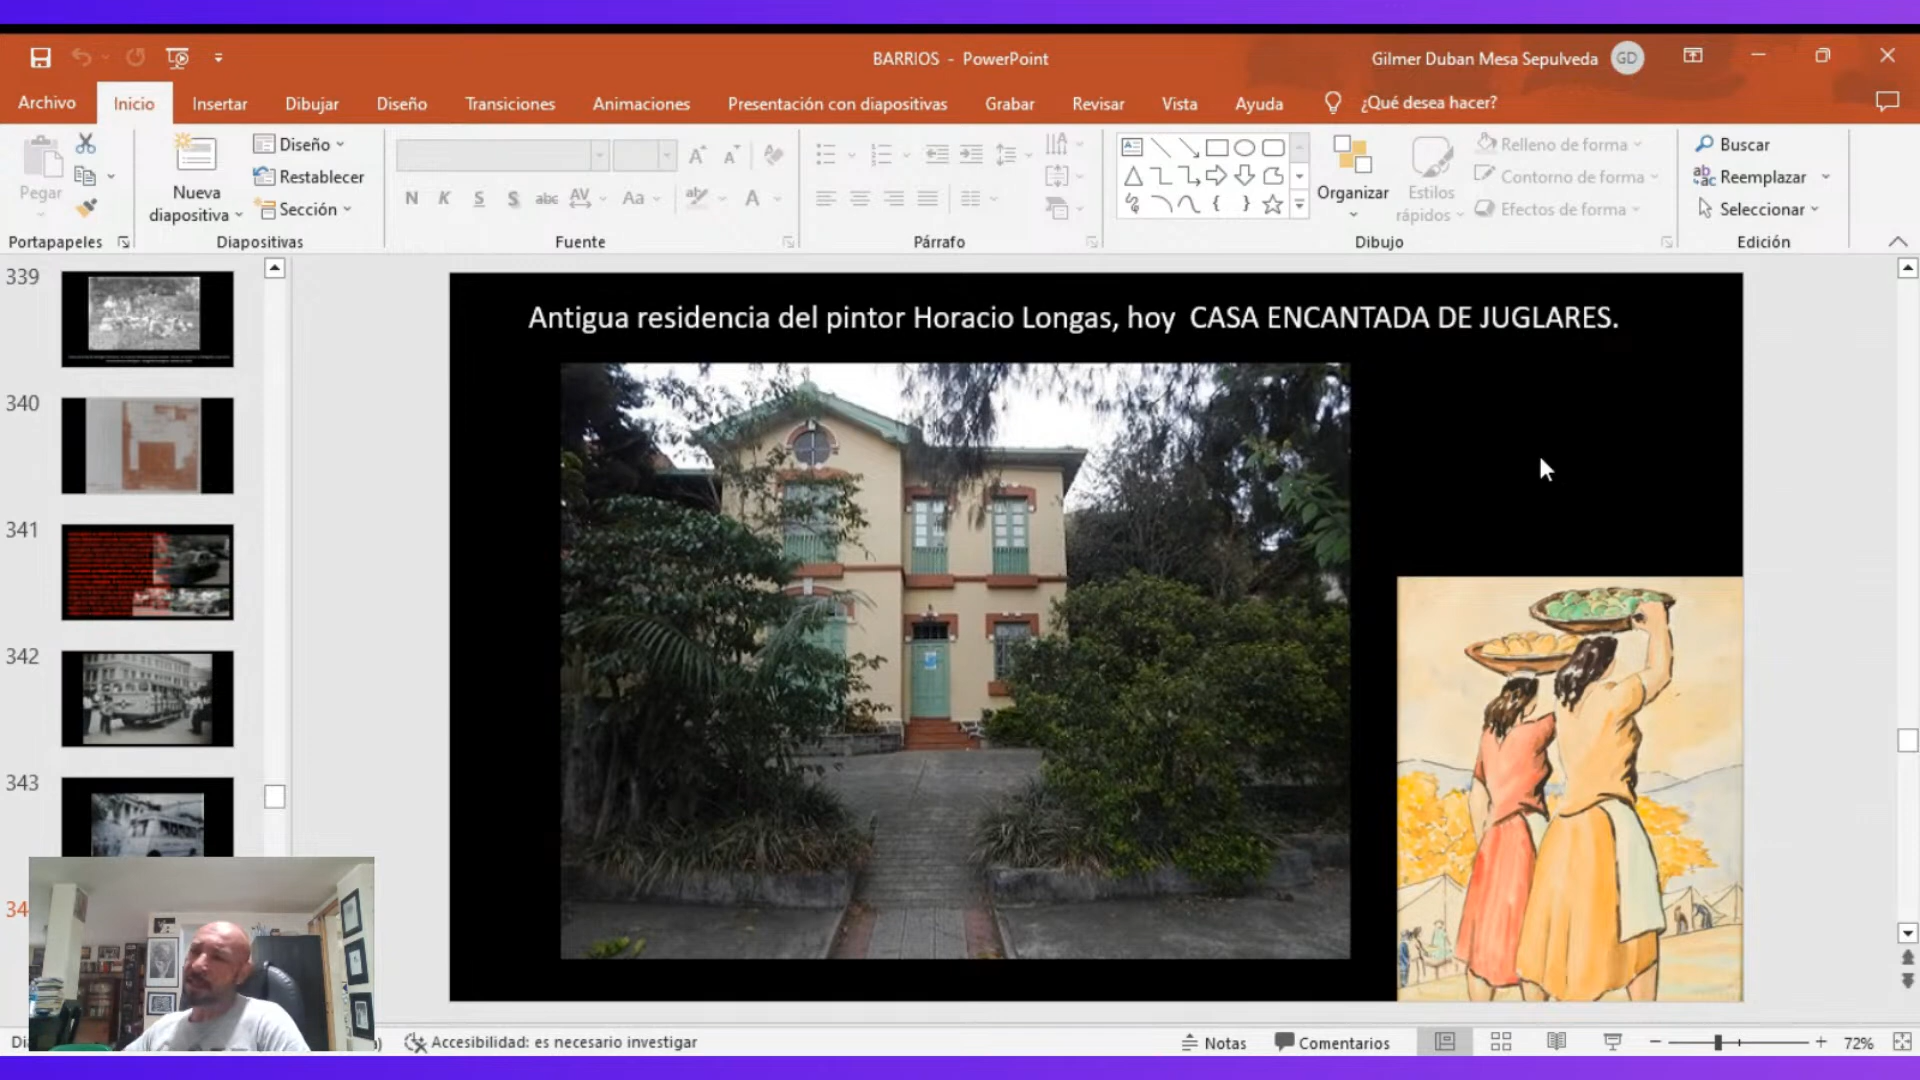 BARRIOS - PowerPoint
Gilmer Duban Mesa Sepulveda
GD
Archivo
Inicio
Insertar
Dibujar
Diseño
Transiciones
Animaciones
Presentación con diapositivas
Grabar
Revisar
Vista
Ayuda
¿Qué desea hacer?
Pegar
Portapapeles
Nueva
diapositiva
Diseño
Restablecer
Sección
Diapositivas
N K S S abc AV Aa A
Fuente
Párrafo
Organizar
Estilos
rápidos
Relleno de forma
Contorno de forma
Efectos de forma
Dibujo
Buscar
Reemplazar
Seleccionar
Edición
339
340
341
342
343
34
Antigua residencia del pintor Horacio Longas, hoy CASA ENCANTADA DE JUGLARES.
Accesibilidad: es necesario investigar
Notas
Comentarios
72%